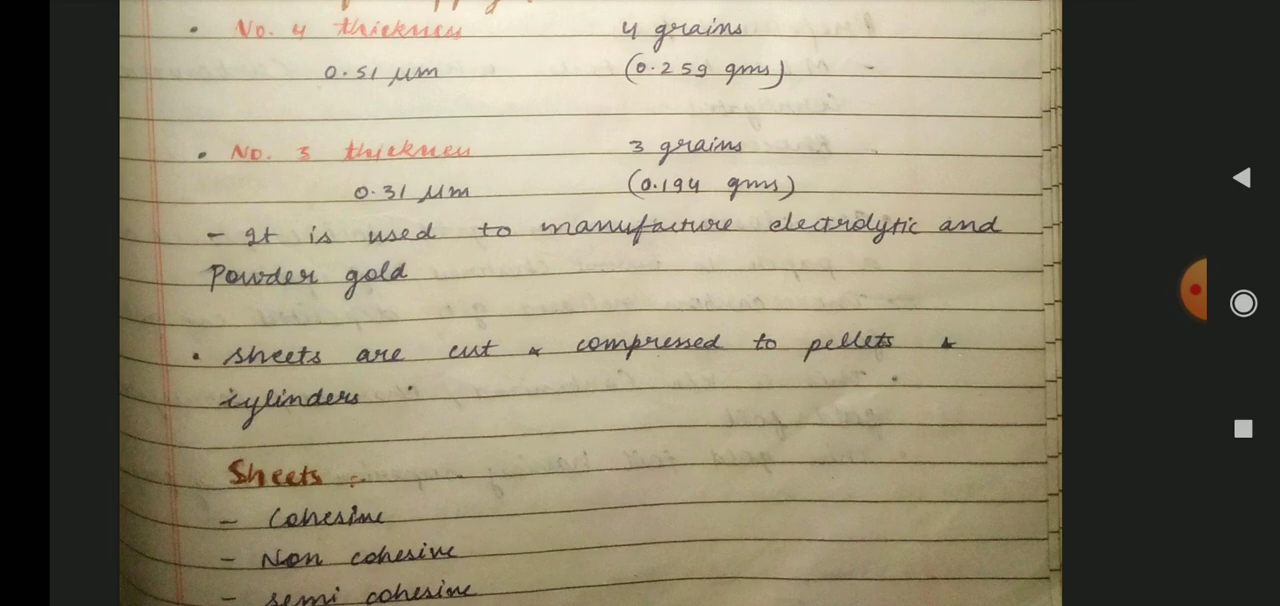 • No. 4 thickness 4 grains
0.51 µm (0.259 gms)
• No. 3 thickness 3 grains
0.31 µm (0.194 gms)
- It is used to manufacture electrolytic and
Powder gold
• Sheets are cut & compressed to pellets &
cylinders
Sheets :-
- Cohesive
- Non cohesive
- semi cohesive